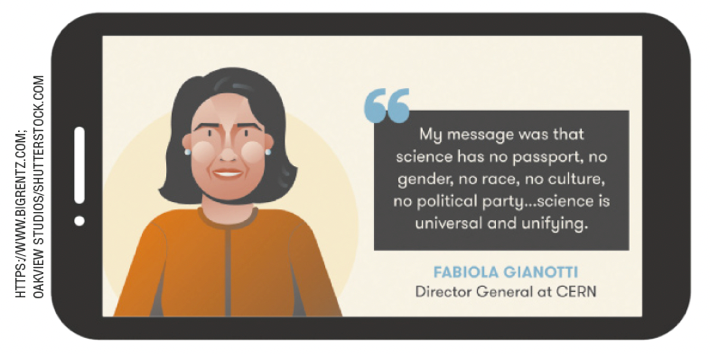 HTTPS://WWW.BIGRENTZ.COM;
OAKVIEW STUDIOS/SHUTTERSTOCK.COM
“
My message was that
science has no passport, no
gender, no race, no culture,
no political party...science is
universal and unifying.
FABIOLA GIANOTTI
Director General at CERN